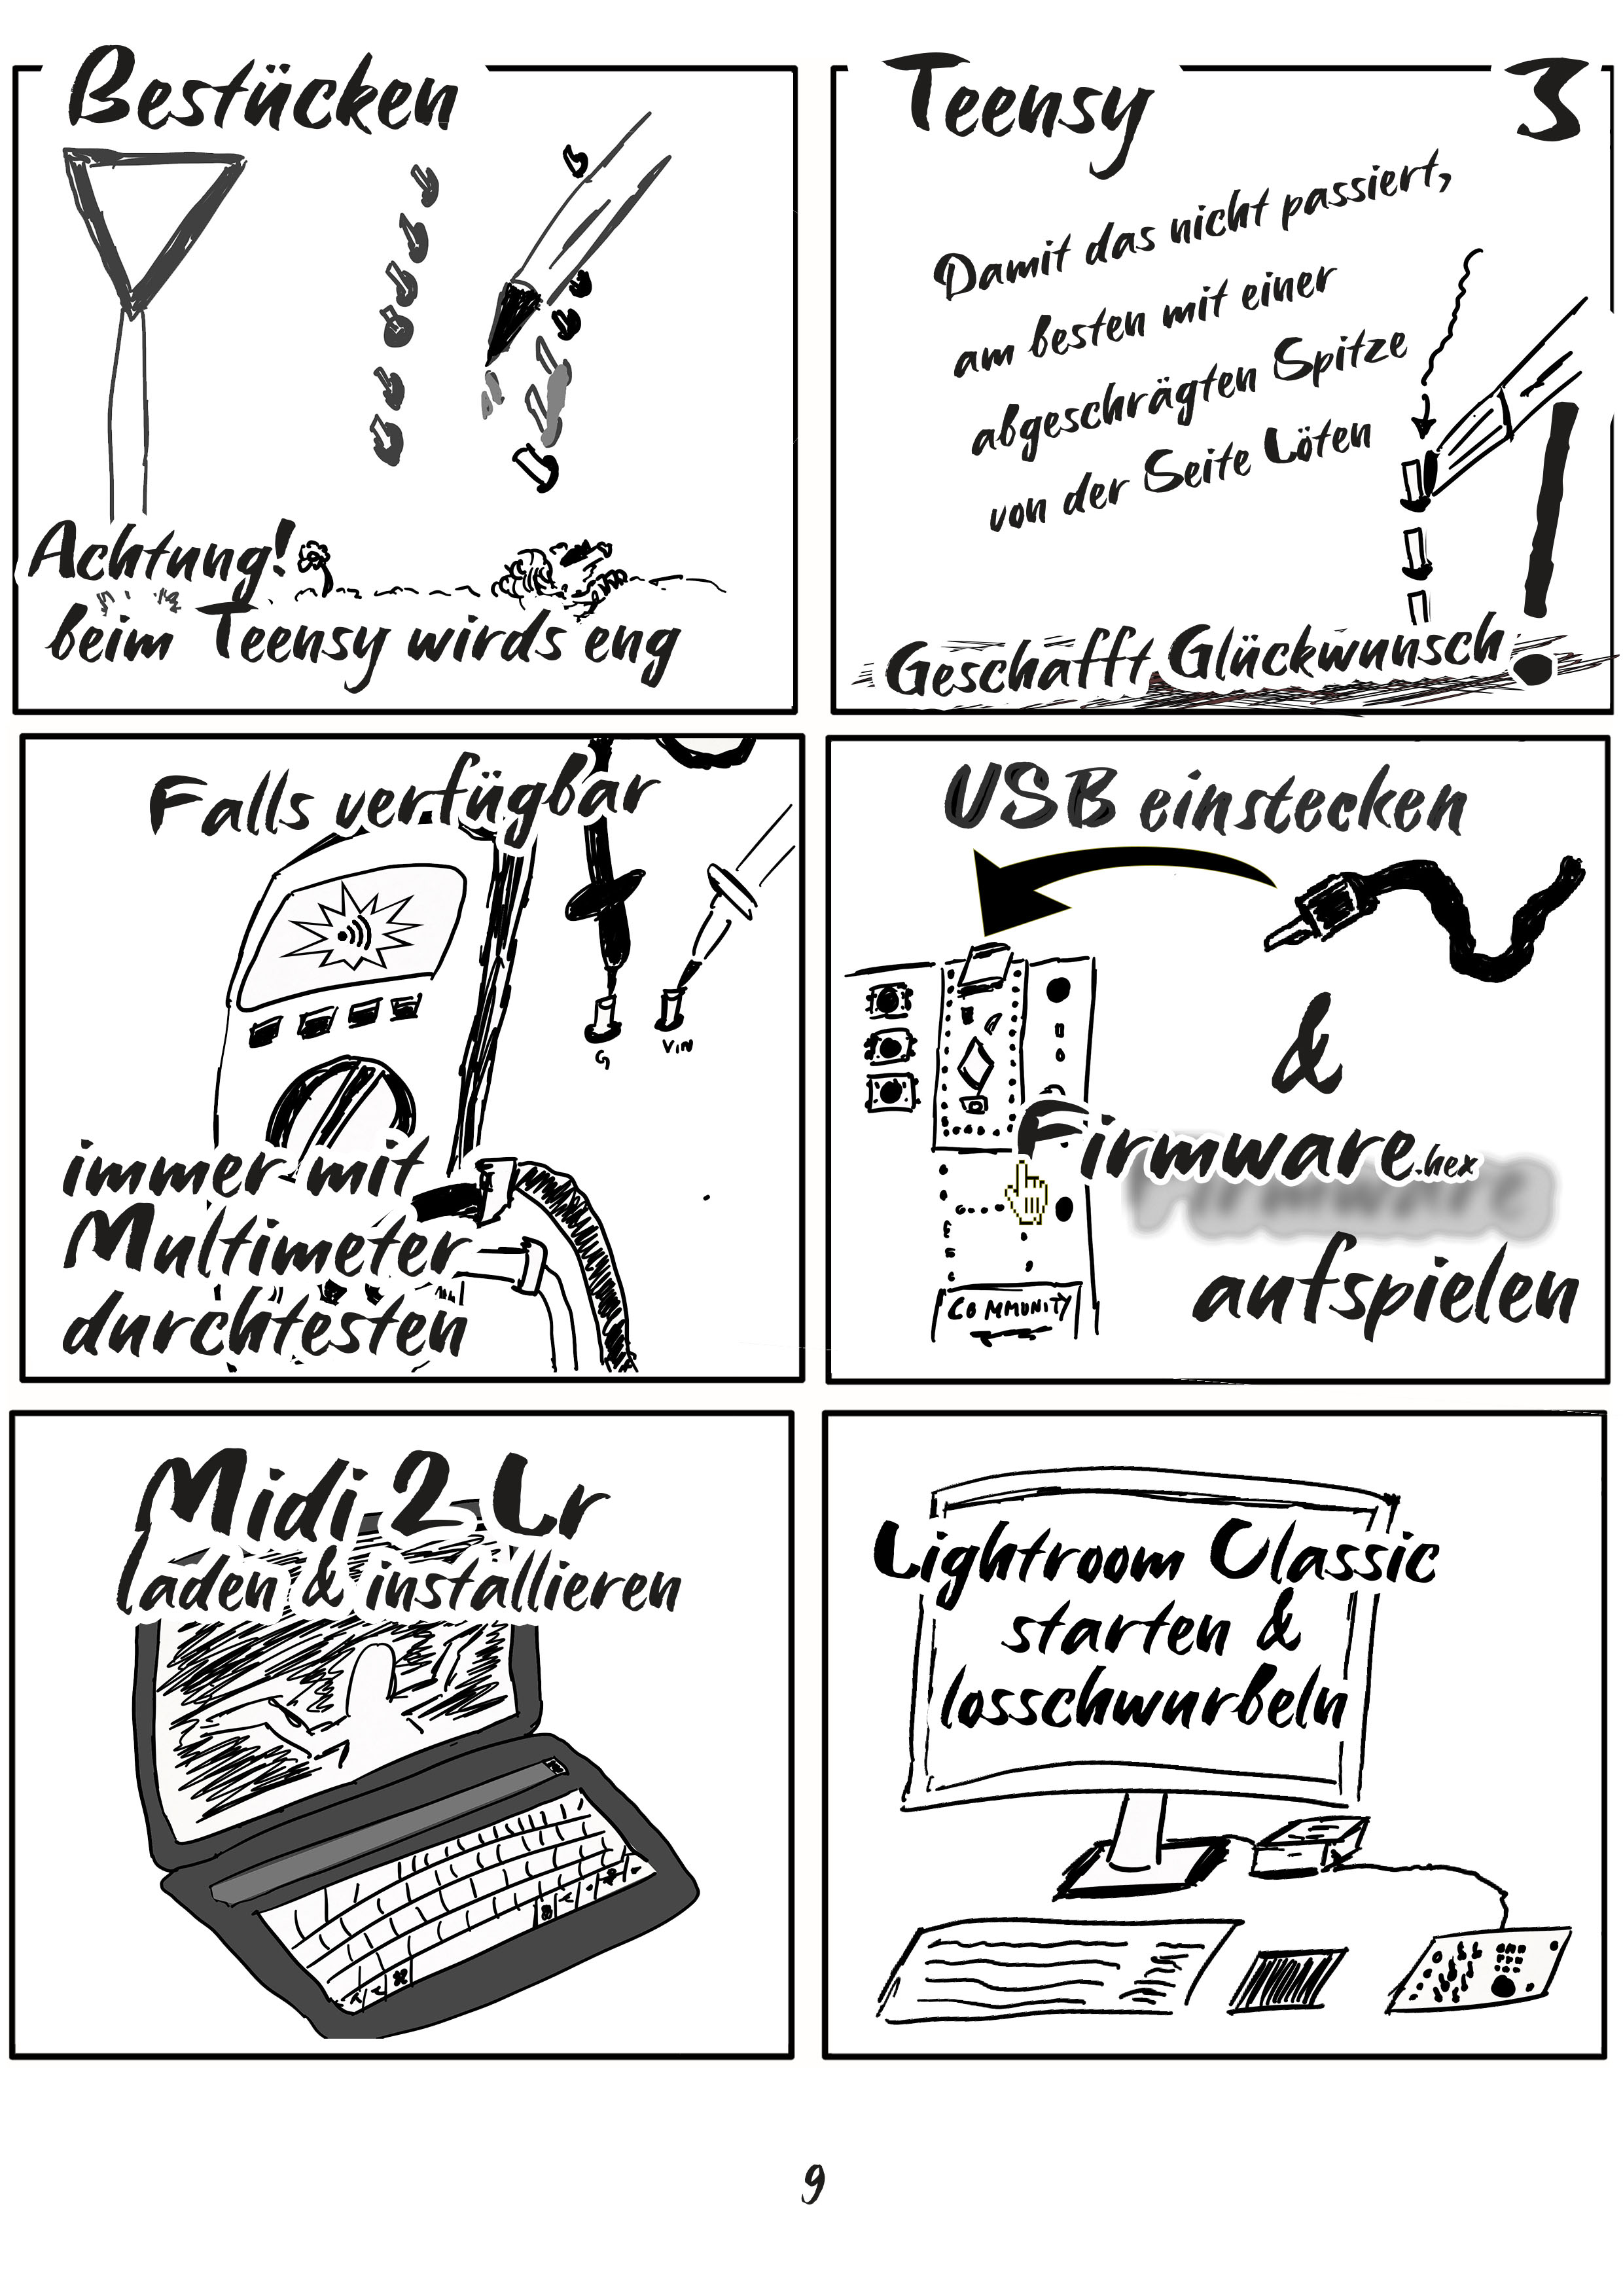 Bestücken
Achtung!
beim Teensy wirds eng
Teensy 3
Damit das nicht passiert,
am besten mit einer
abgeschrägten Spitze
von der Seite Löten
Geschafft Glückwunsch!
Falls verfügbar
G VIN
immer mit
Multimeter
durchtesten
USB einstecken
&
Firmware.hex
aufspielen
COMMUNITY
Midi 2 Lr
laden & installieren
Lightroom Classic
starten &
losschwurbeln
9